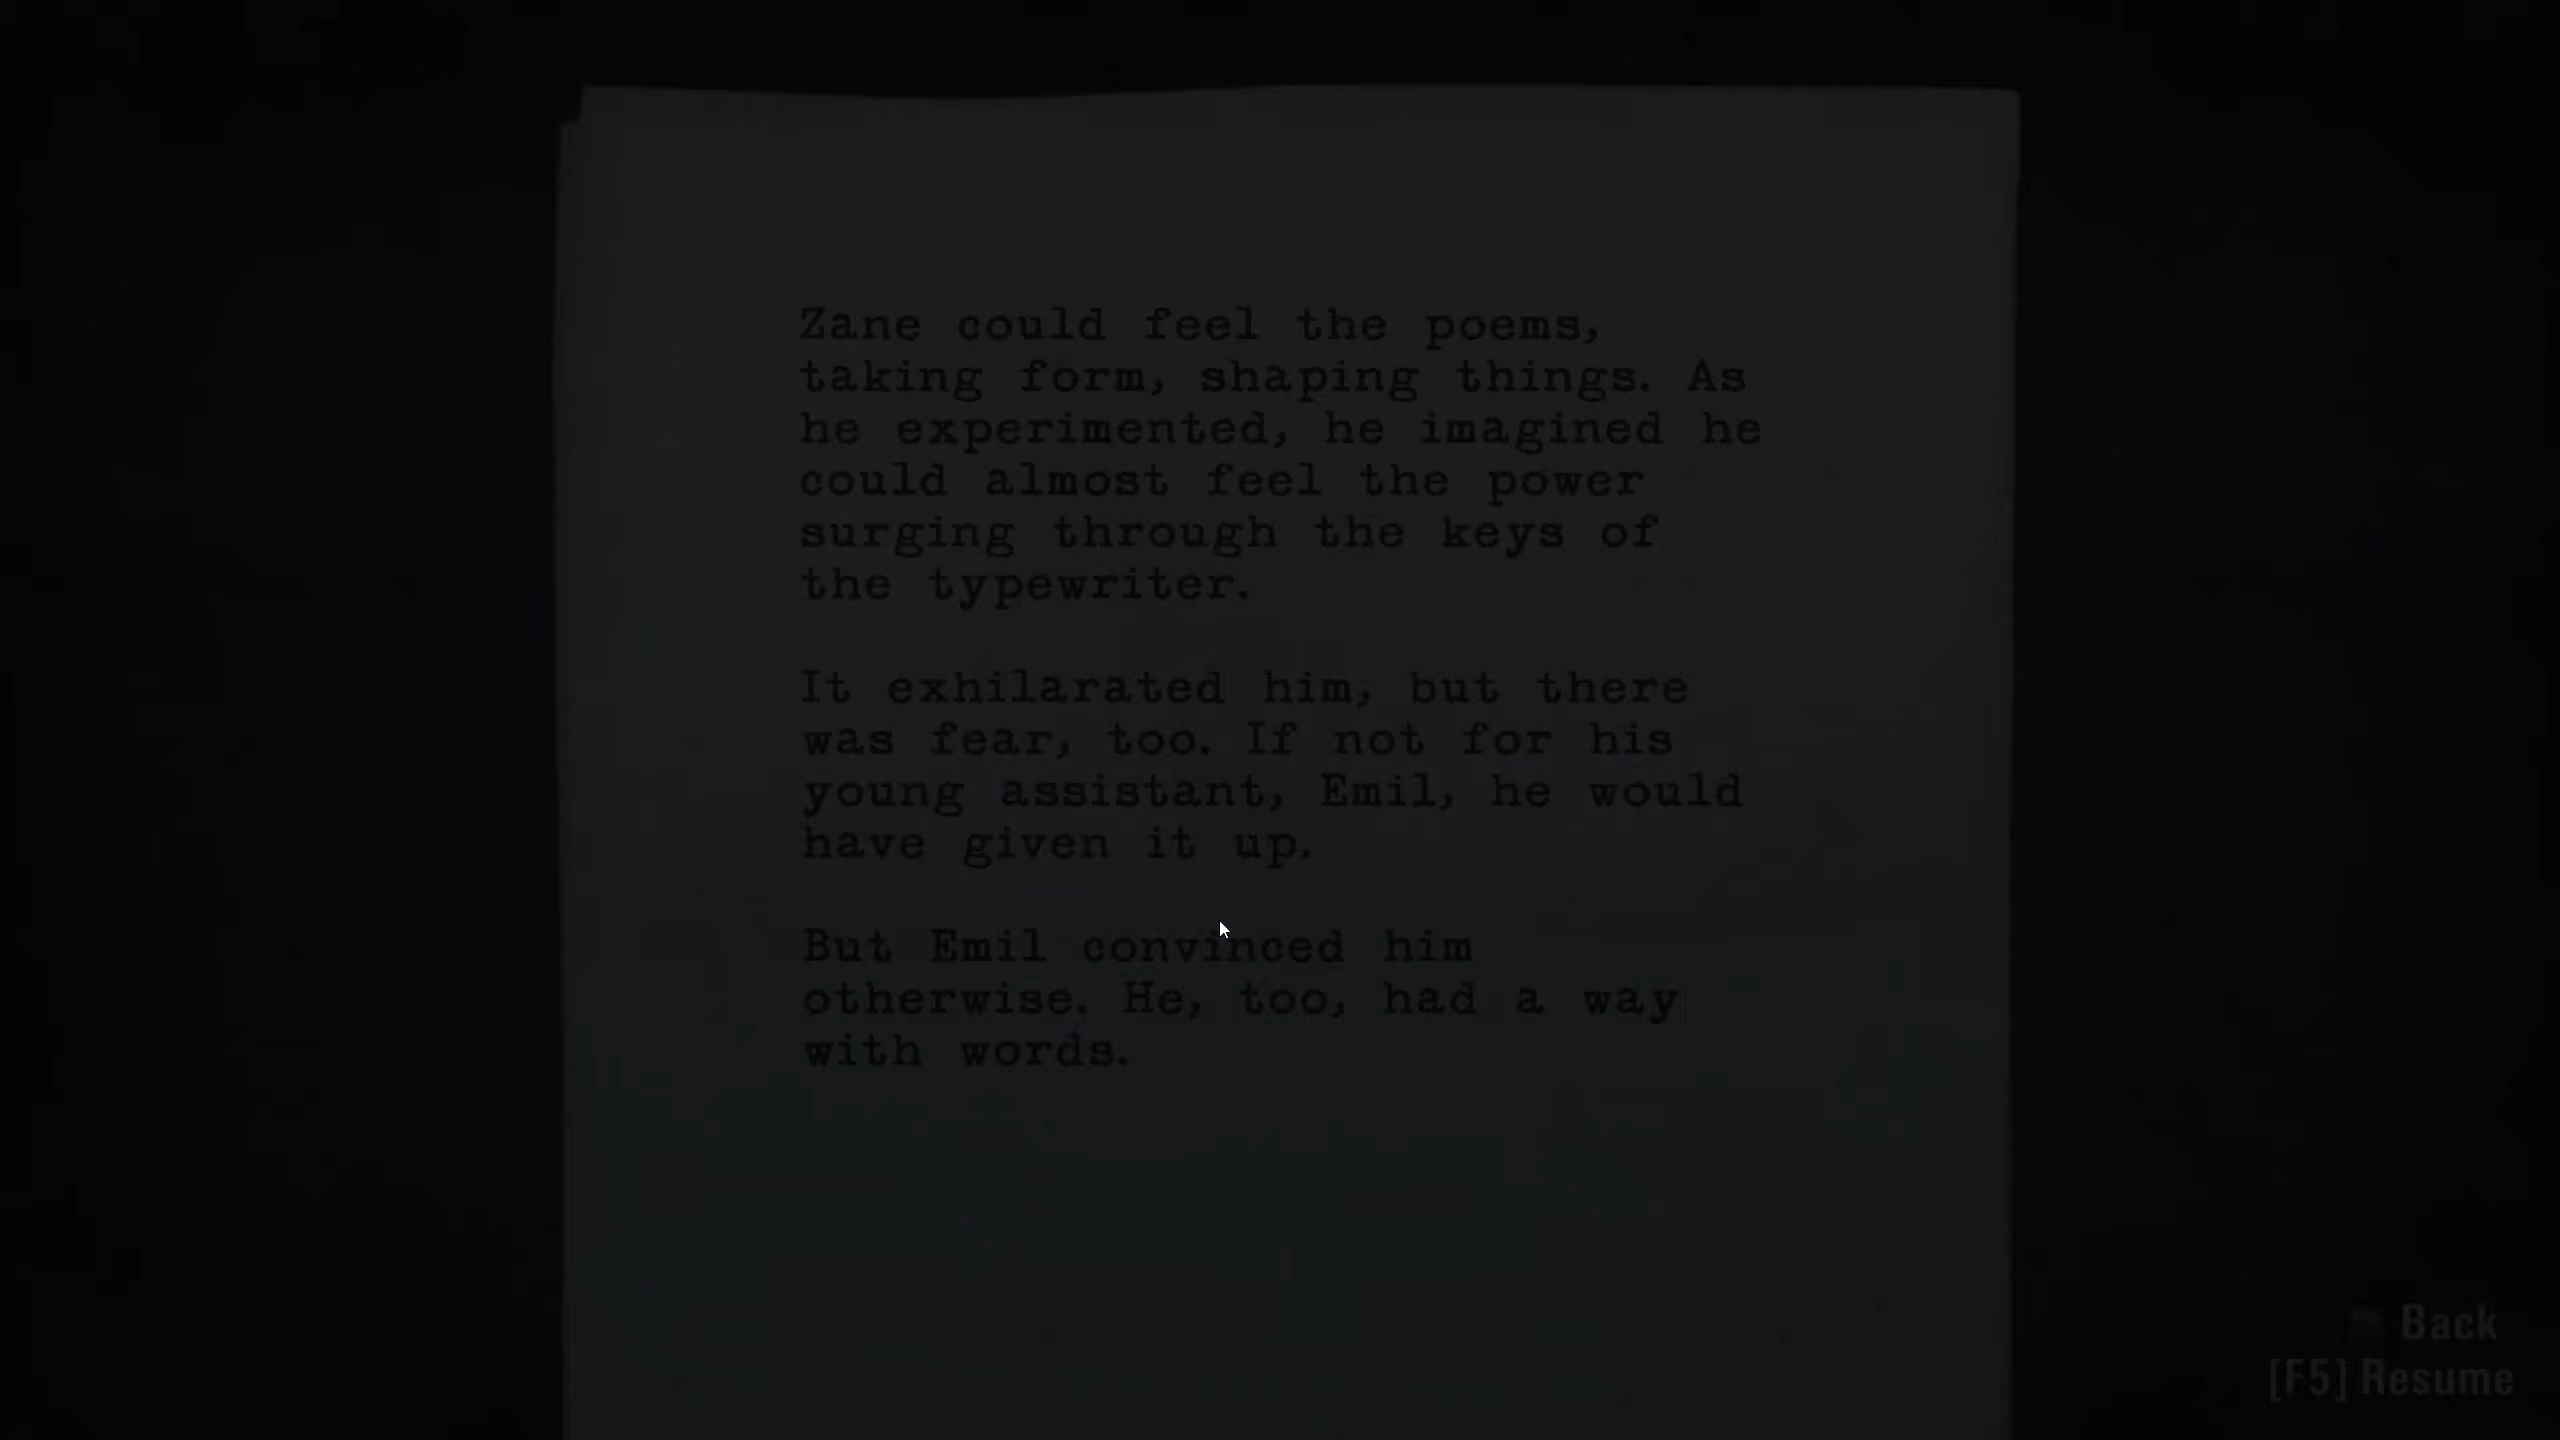 Zane could feel the poems,
taking form, shaping things. As
he experimented, he imagined he
could almost feel the power
surging through the keys of
the typewriter.
It exhilarated him, but there
was fear, too. If not for his
young assistant, Emil, he would
have given it up.
But Emil convinced him
otherwise. He, too, had a way
with words.
Back
[F5] Resume